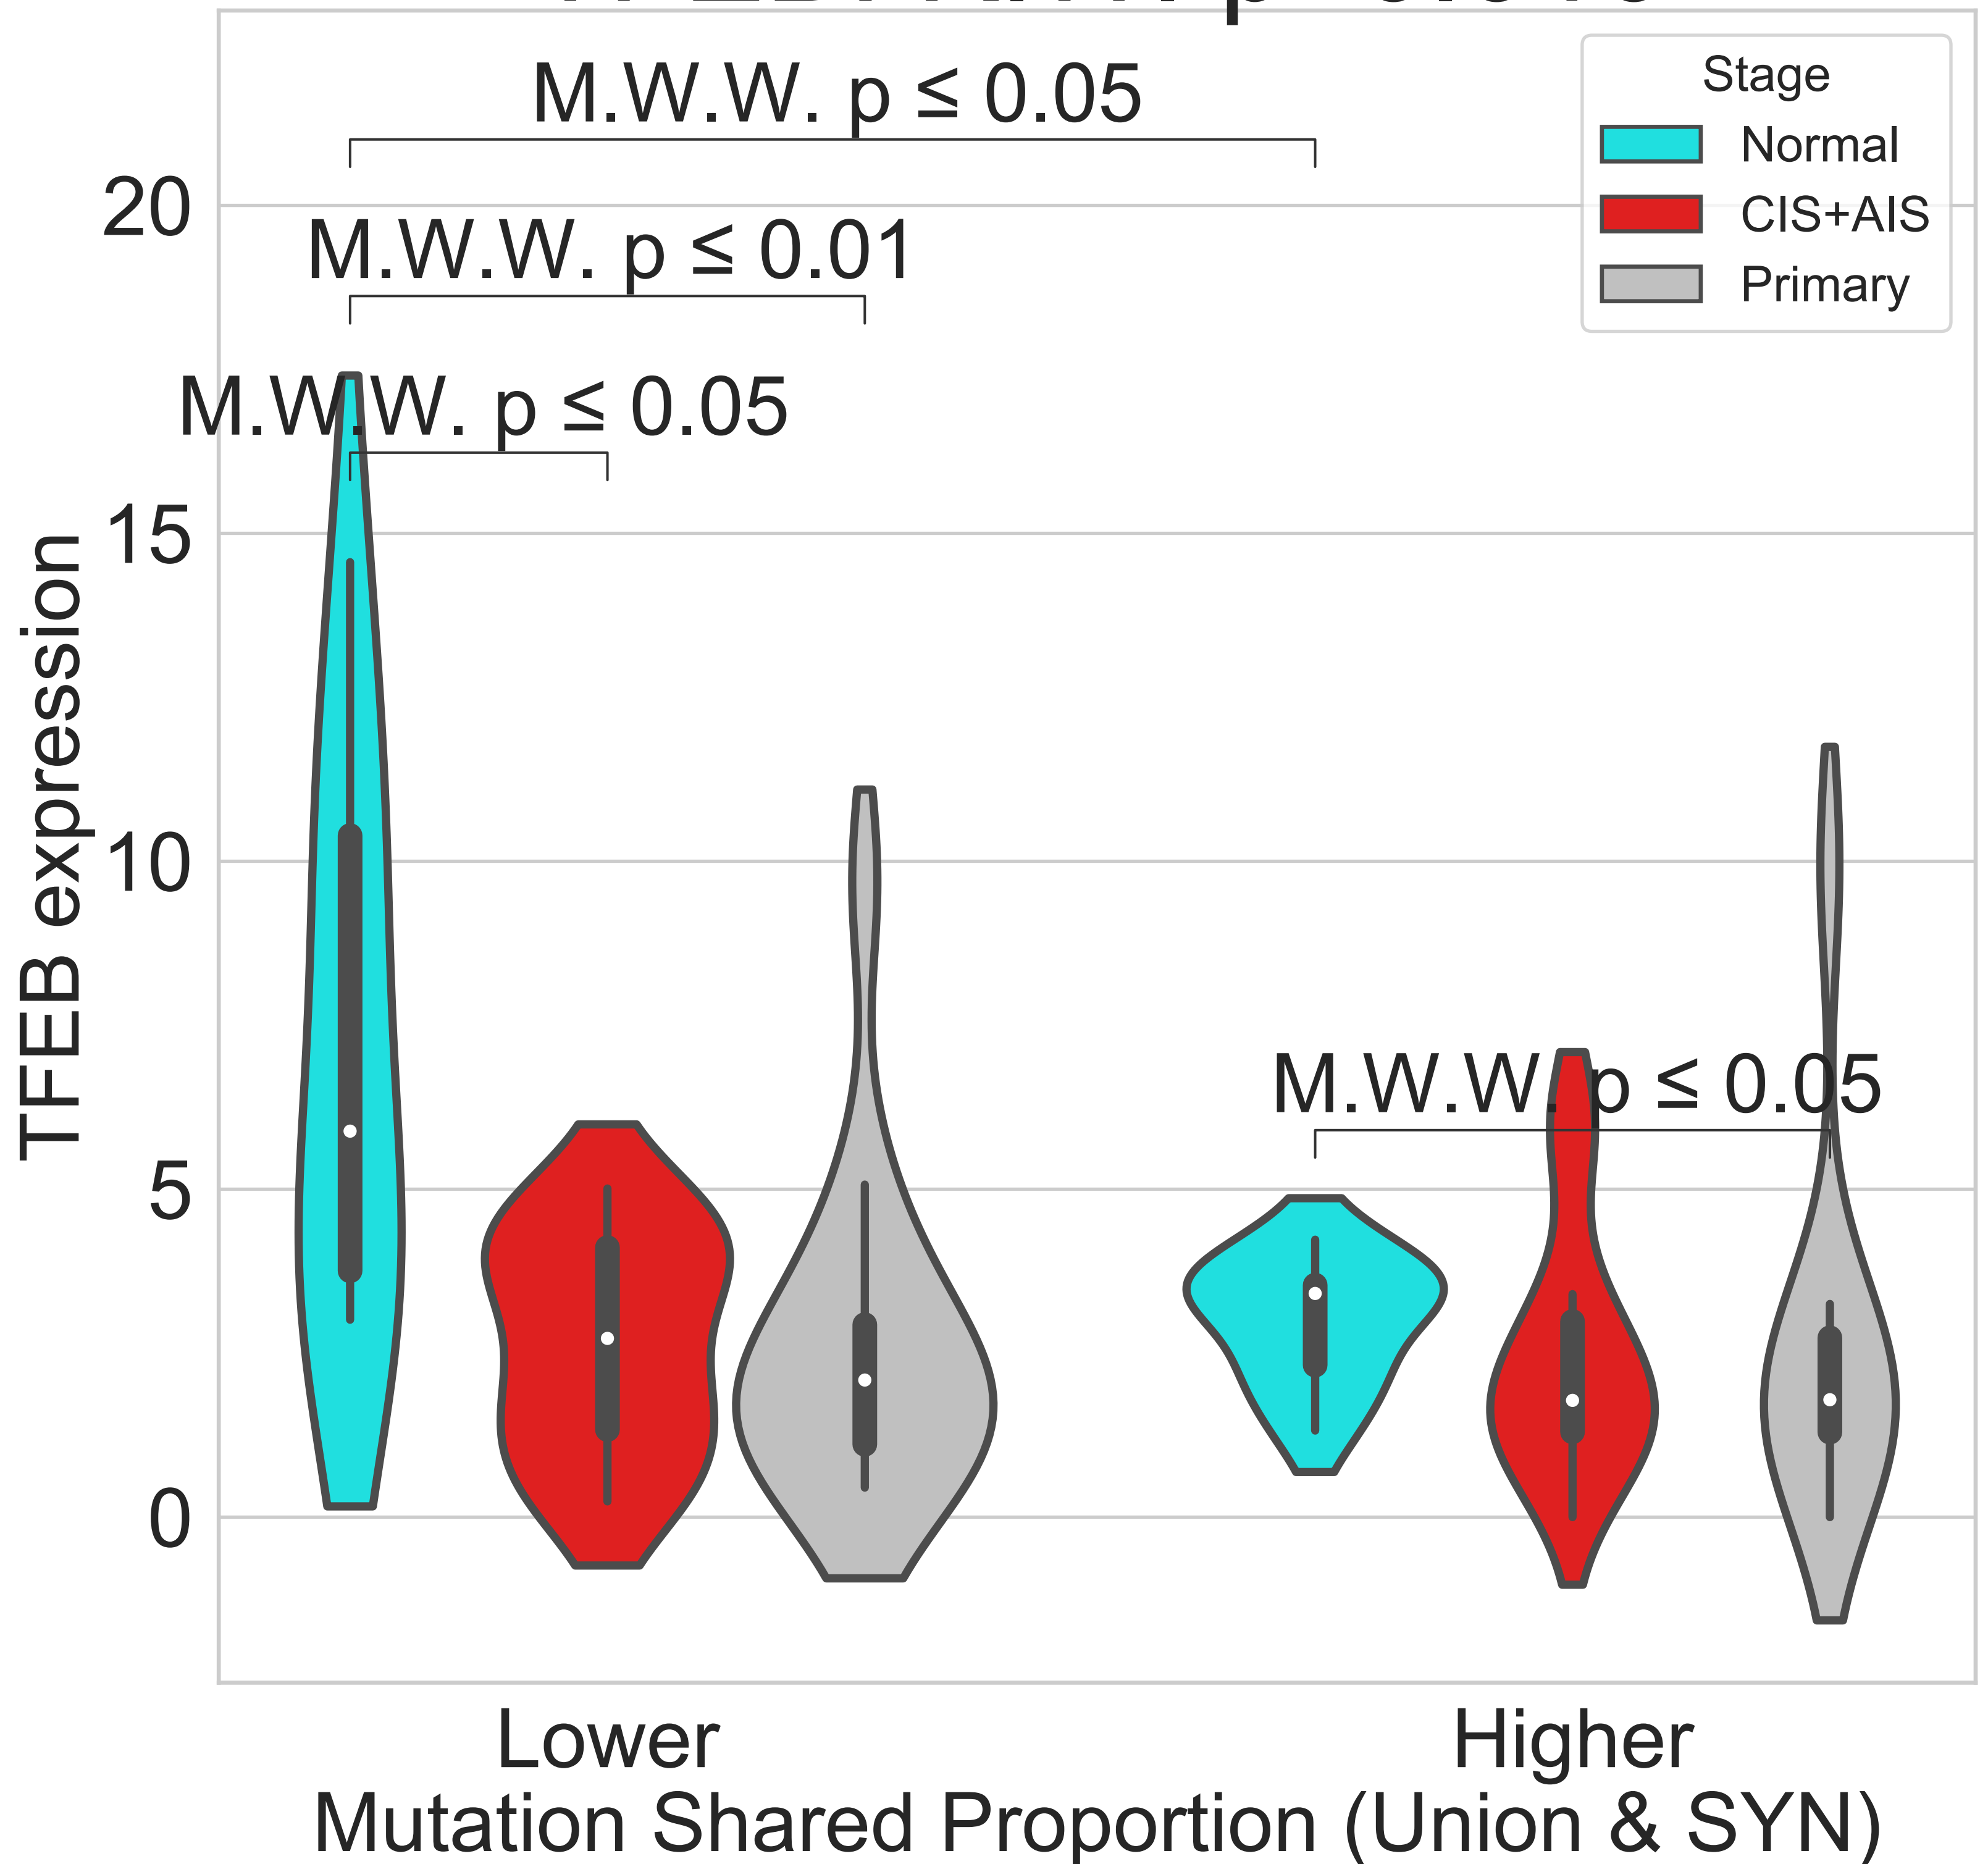 M.W.W. p ≤ 0.05
Stage
Normal
CIS+AIS
Primary
20
M.W.W. p ≤ 0.01
M.W.W. p ≤ 0.05
15
TFEB expression
10
M.W.W. p ≤ 0.05
5
0
Lower
Higher
Mutation Shared Proportion (Union & SYN)